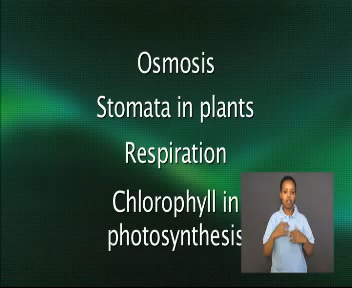 Osmosis
Stomata in plants
Respiration
Chlorophyll in
photosynthesis